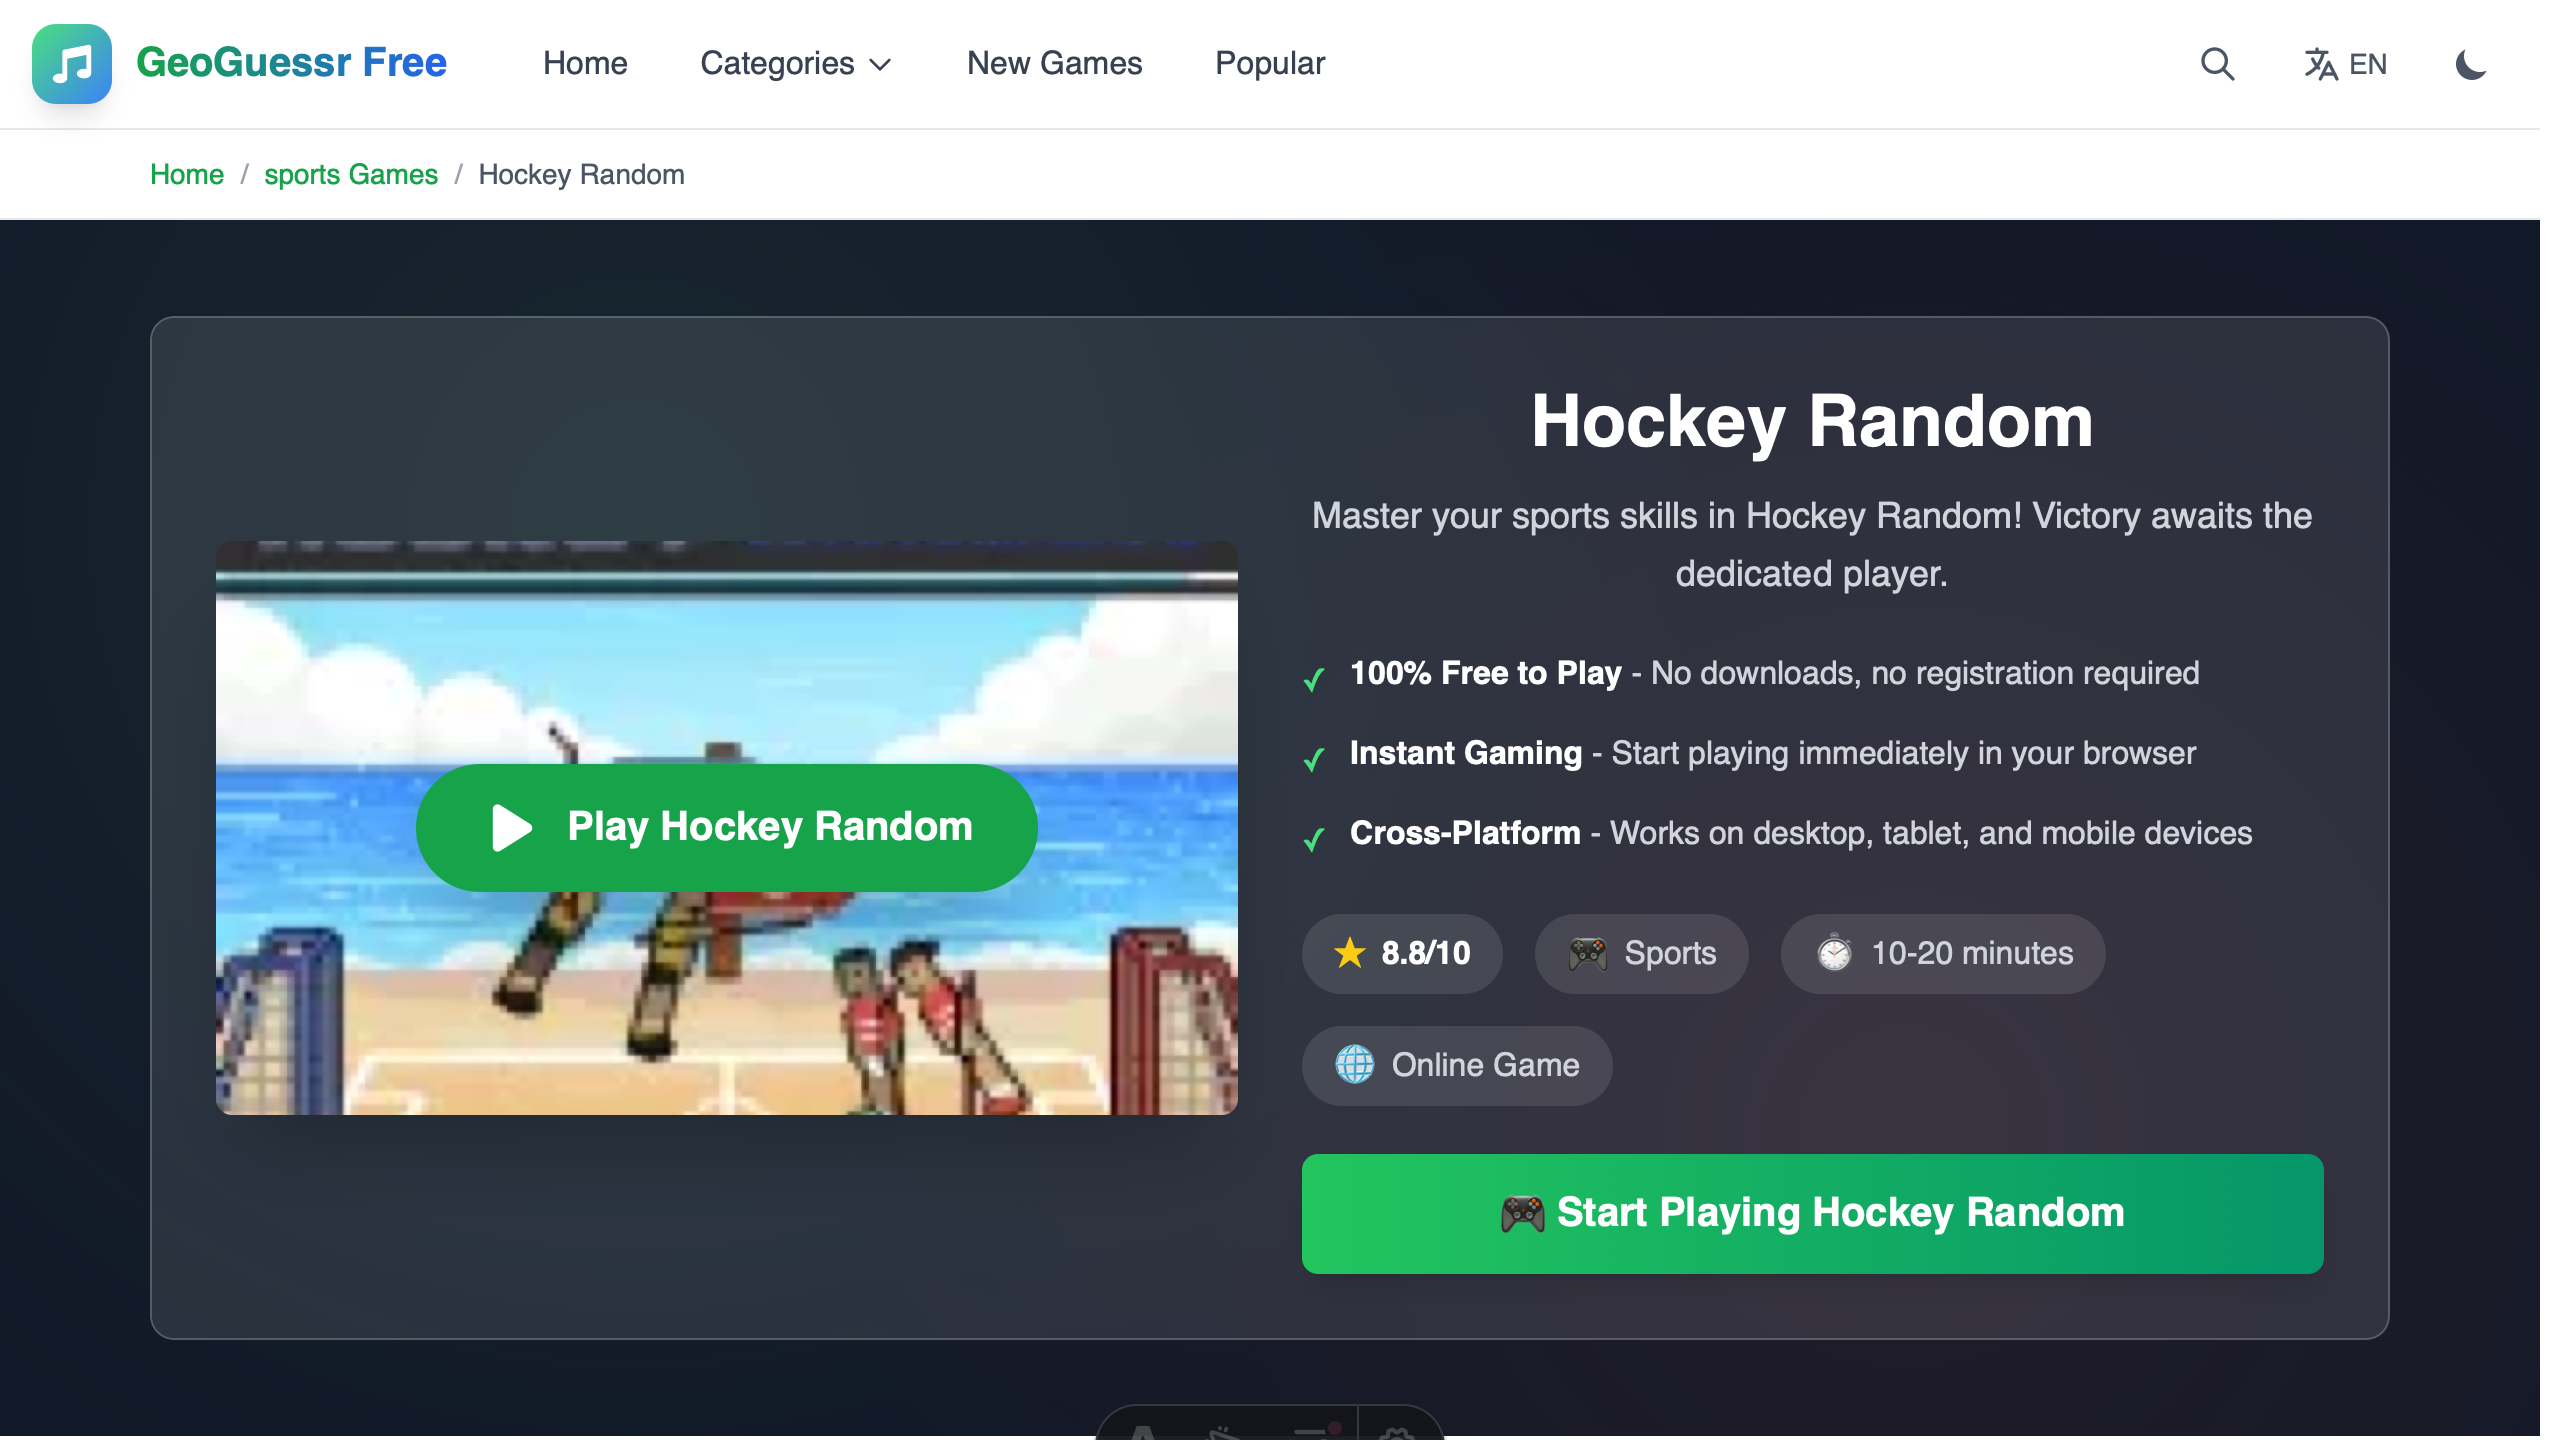 GeoGuessr Free
Home
Categories
New Games
Popular
EN
Home / sports Games / Hockey Random
Play Hockey Random
Hockey Random
Master your sports skills in Hockey Random! Victory awaits the
dedicated player.
✓ 100% Free to Play - No downloads, no registration required
✓ Instant Gaming - Start playing immediately in your browser
✓ Cross-Platform - Works on desktop, tablet, and mobile devices
8.8/10
Sports
10-20 minutes
Online Game
Start Playing Hockey Random